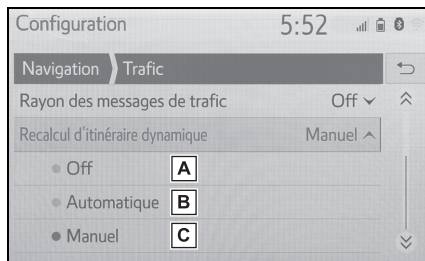 Configuration 5:52
Navigation Trafic
Rayon des messages de trafic Off
Recalcul d'itinéraire dynamique Manuel
Off A
Automatique B
Manuel C